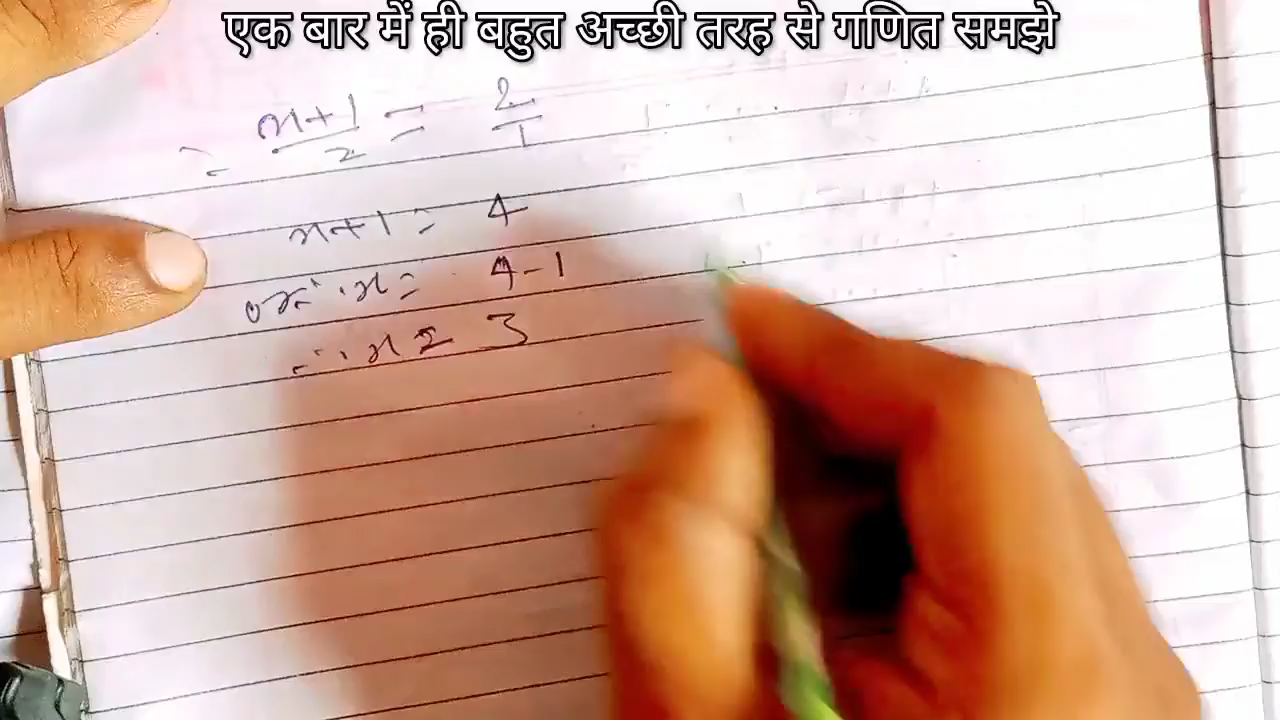 एक बार में ही बहुत अच्छी तरह से गणित समझे
= x+1/2 = 2/1
x+1 = 4
or, x = 4-1
∴ x = 3